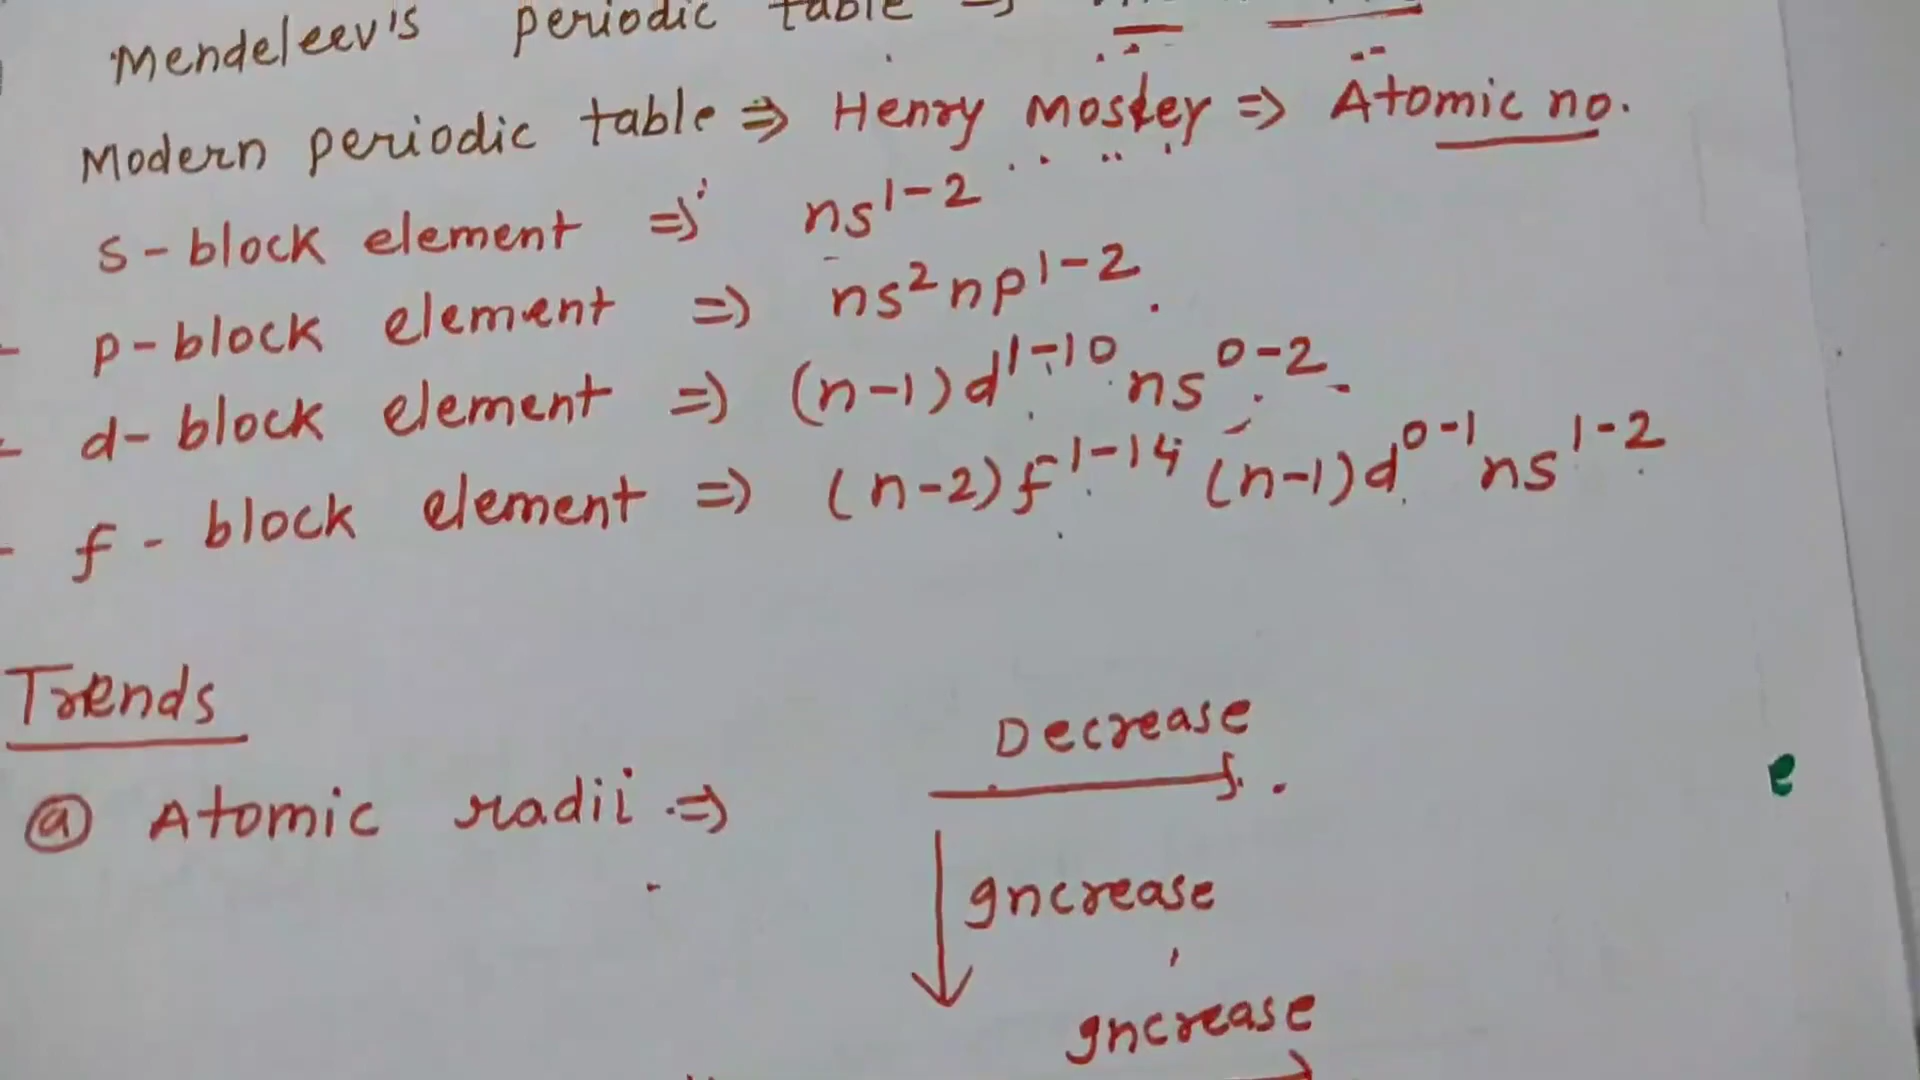 Mendeleev's periodic table ⇒
Modern periodic table ⇒ Henry Mosley ⇒ Atomic no.
s-block element ⇒ ns¹⁻²
p-block element ⇒ ns²np¹⁻²
d-block element ⇒ (n-1)d¹⁻¹⁰ ns⁰⁻²
f-block element ⇒ (n-2)f¹⁻¹⁴ (n-1)d⁰⁻¹ ns¹⁻²
Trends
Decrease
ⓐ Atomic radii ⇒
Increase
Increase
e